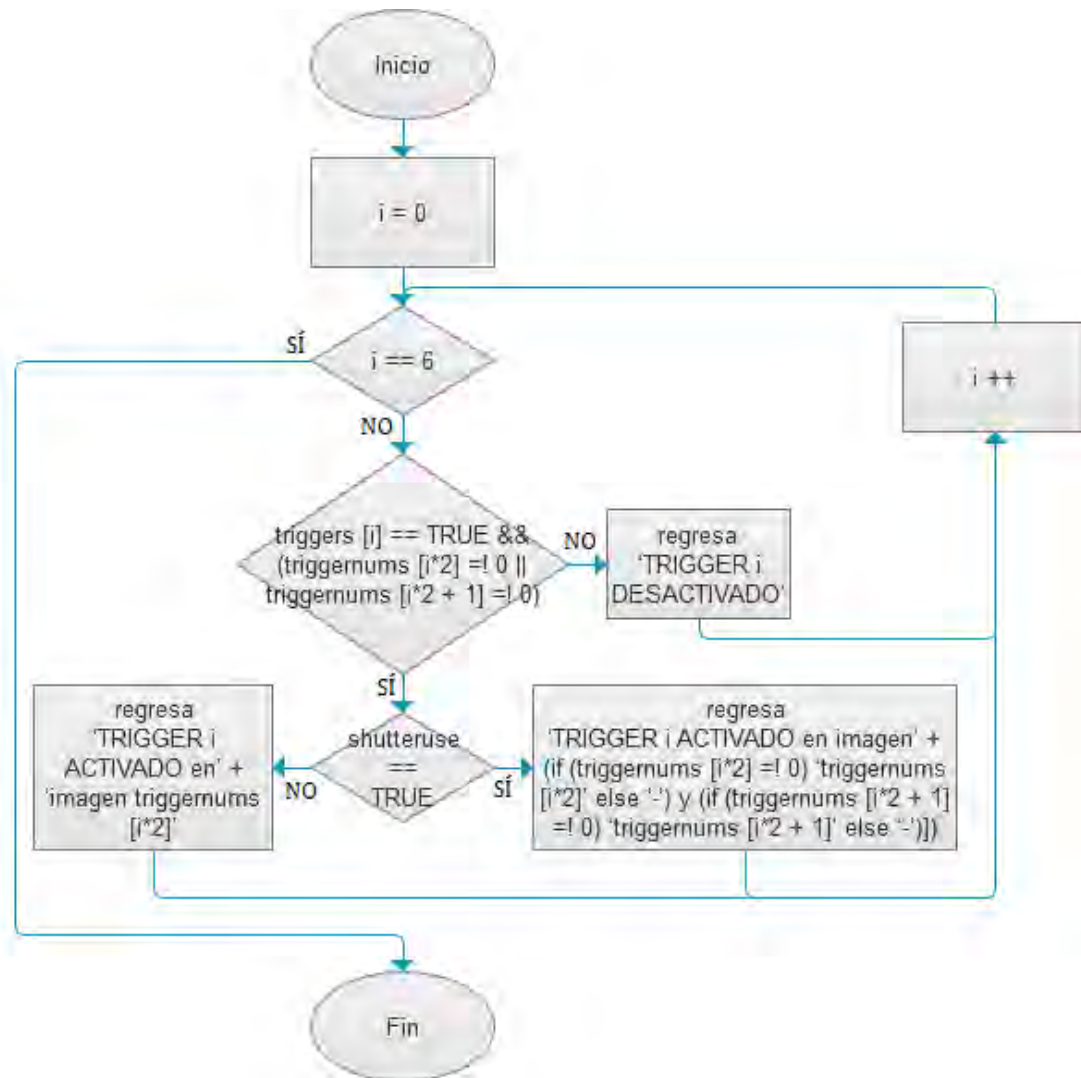 Inicio
i = 0
SÍ
i == 6
i ++
NO
triggers [i] == TRUE &&
(triggernums [i*2] =! 0 ||
triggernums [i*2 + 1] =! 0)
NO
regresa
‘TRIGGER i
DESACTIVADO‘
SÍ
regresa
‘TRIGGER i
ACTIVADO en’ +
‘imagen triggernums
[i*2]’
NO
shutteruse
==
TRUE
SÍ
regresa
‘TRIGGER i ACTIVADO en imagen’ +
(if (triggernums [i*2] =! 0) ‘triggernums
[i*2]’ else ‘-’) y (if (triggernums [i*2 + 1]
=! 0) ‘triggernums [i*2 + 1]’ else ‘-’)])
Fin